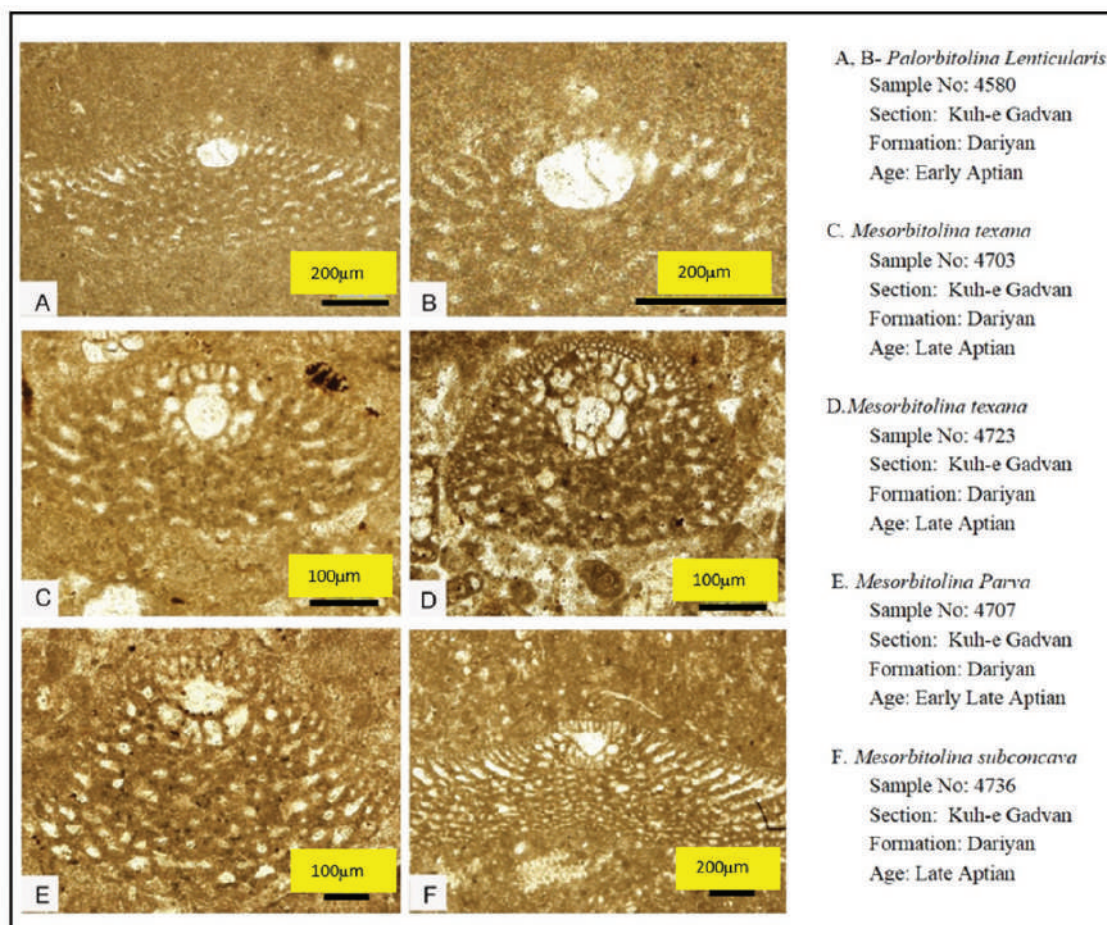 A
200μm
B
200μm
C
100μm
D
100μm
E
100μm
F
200μm
A, B- Palorbitolina Lenticularis
Sample No: 4580
Section: Kuh-e Gadvan
Formation: Dariyan
Age: Early Aptian
C. Mesorbitolina texana
Sample No: 4703
Section: Kuh-e Gadvan
Formation: Dariyan
Age: Late Aptian
D.Mesorbitolina texana
Sample No: 4723
Section: Kuh-e Gadvan
Formation: Dariyan
Age: Late Aptian
E. Mesorbitolina Parva
Sample No: 4707
Section: Kuh-e Gadvan
Formation: Dariyan
Age: Early Late Aptian
F. Mesorbitolina subconcava
Sample No: 4736
Section: Kuh-e Gadvan
Formation: Dariyan
Age: Late Aptian